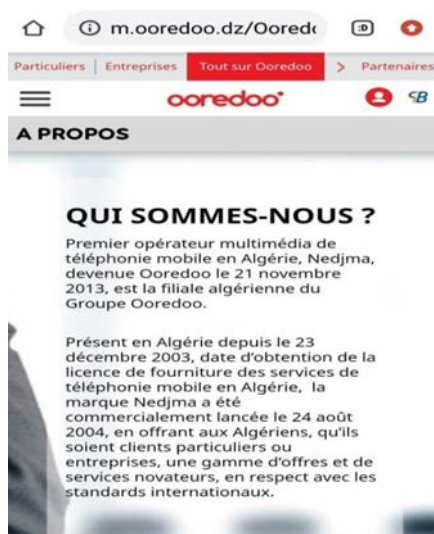 m.ooredoo.dz/Oored
:D
Particuliers | Entreprises Tout sur Ooredoo > Partenaires
ooredoo
A PROPOS
QUI SOMMES-NOUS ?
Premier opérateur multimédia de
téléphonie mobile en Algérie, Nedjma,
devenue Ooredoo le 21 novembre
2013, est la filiale algérienne du
Groupe Ooredoo.
Présent en Algérie depuis le 23
décembre 2003, date d'obtention de la
licence de fourniture des services de
téléphonie mobile en Algérie, la
marque Nedjma a été
commercialement lancée le 24 août
2004, en offrant aux Algériens, qu'ils
soient clients particuliers ou
entreprises, une gamme d'offres et de
services novateurs, en respect avec les
standards internationaux.